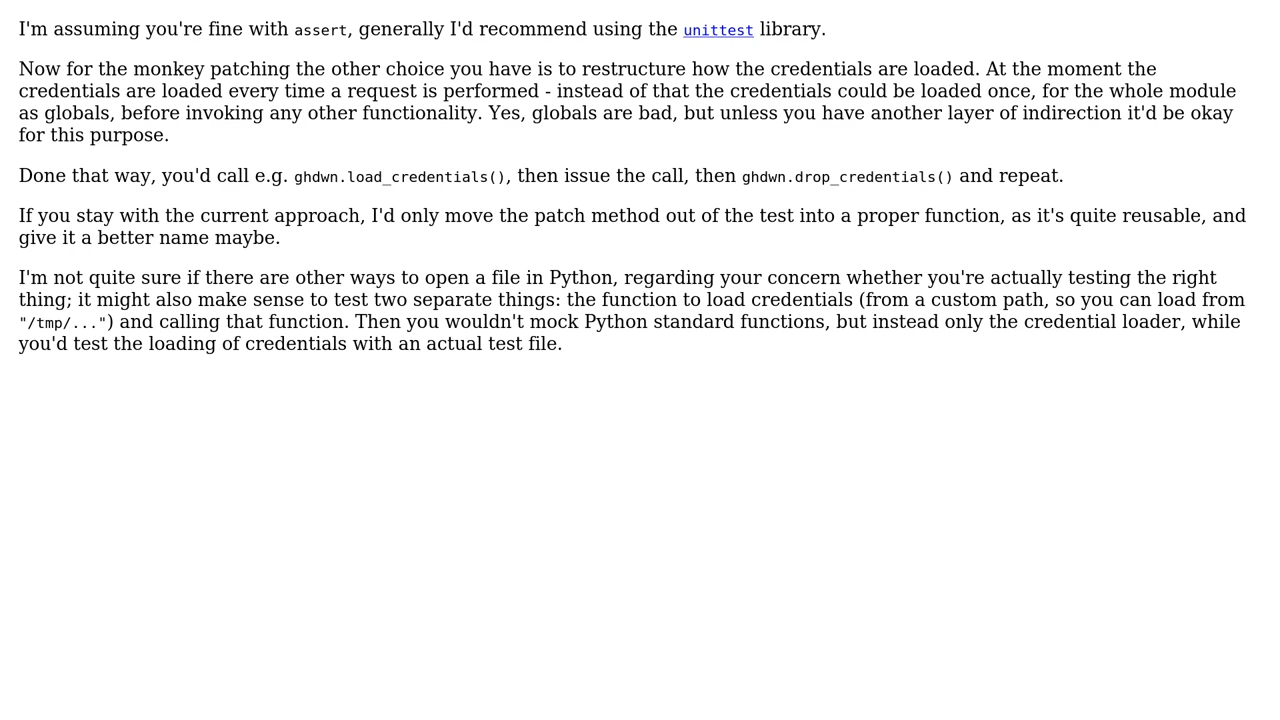 I'm assuming you're fine with assert, generally I'd recommend using the unittest library.
Now for the monkey patching the other choice you have is to restructure how the credentials are loaded. At the moment the
credentials are loaded every time a request is performed - instead of that the credentials could be loaded once, for the whole module
as globals, before invoking any other functionality. Yes, globals are bad, but unless you have another layer of indirection it'd be okay
for this purpose.
Done that way, you'd call e.g. ghdwn.load_credentials(), then issue the call, then ghdwn.drop_credentials() and repeat.
If you stay with the current approach, I'd only move the patch method out of the test into a proper function, as it's quite reusable, and
give it a better name maybe.
I'm not quite sure if there are other ways to open a file in Python, regarding your concern whether you're actually testing the right
thing; it might also make sense to test two separate things: the function to load credentials (from a custom path, so you can load from
"/tmp/...") and calling that function. Then you wouldn't mock Python standard functions, but instead only the credential loader, while
you'd test the loading of credentials with an actual test file.